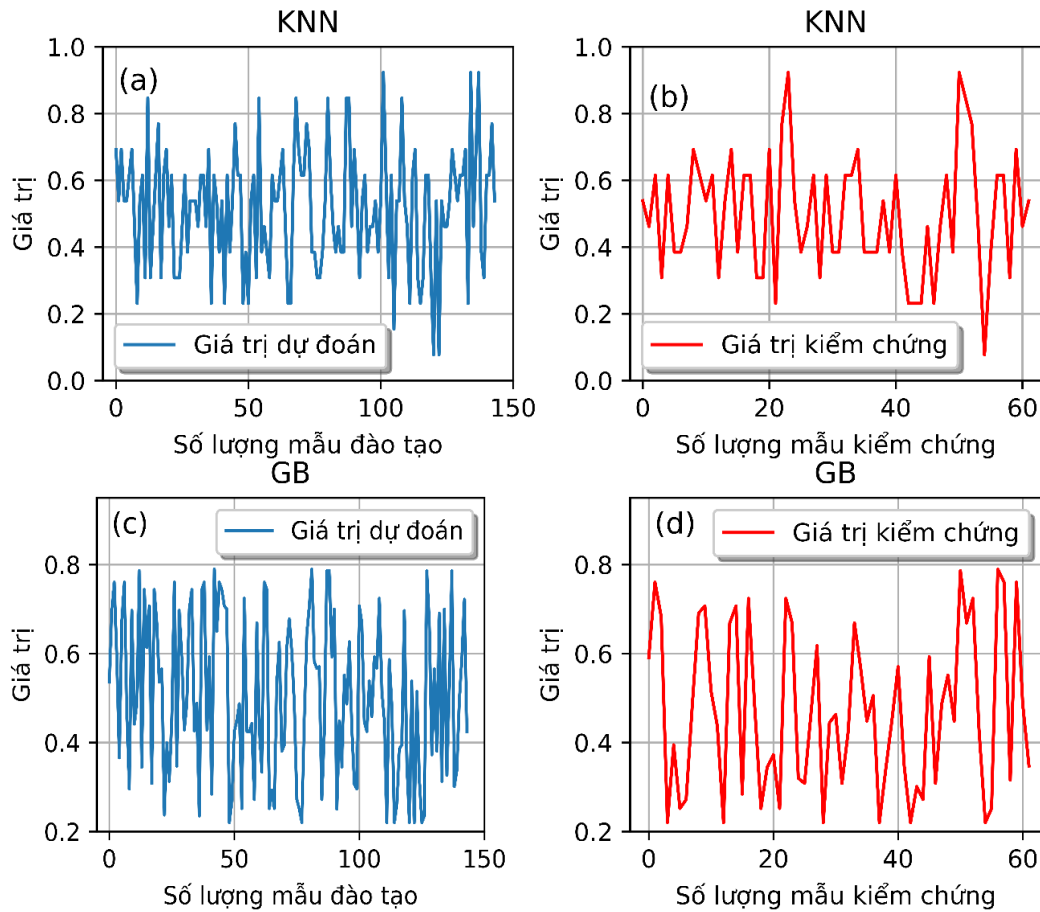 KNN
1.0
(a)
0.8
0.6
0.4
0.2
0.0
Giá trị
Giá trị dự đoán
0 50 100 150
Số lượng mẫu đào tạo
KNN
1.0
(b)
0.8
0.6
0.4
0.2
0.0
Giá trị
Giá trị kiểm chứng
0 20 40 60
Số lượng mẫu kiểm chứng
GB
(c)
Giá trị dự đoán
0.8
0.6
0.4
0.2
Giá trị
0 50 100 150
Số lượng mẫu đào tạo
GB
(d)
Giá trị kiểm chứng
0.8
0.6
0.4
0.2
Giá trị
0 20 40 60
Số lượng mẫu kiểm chứng